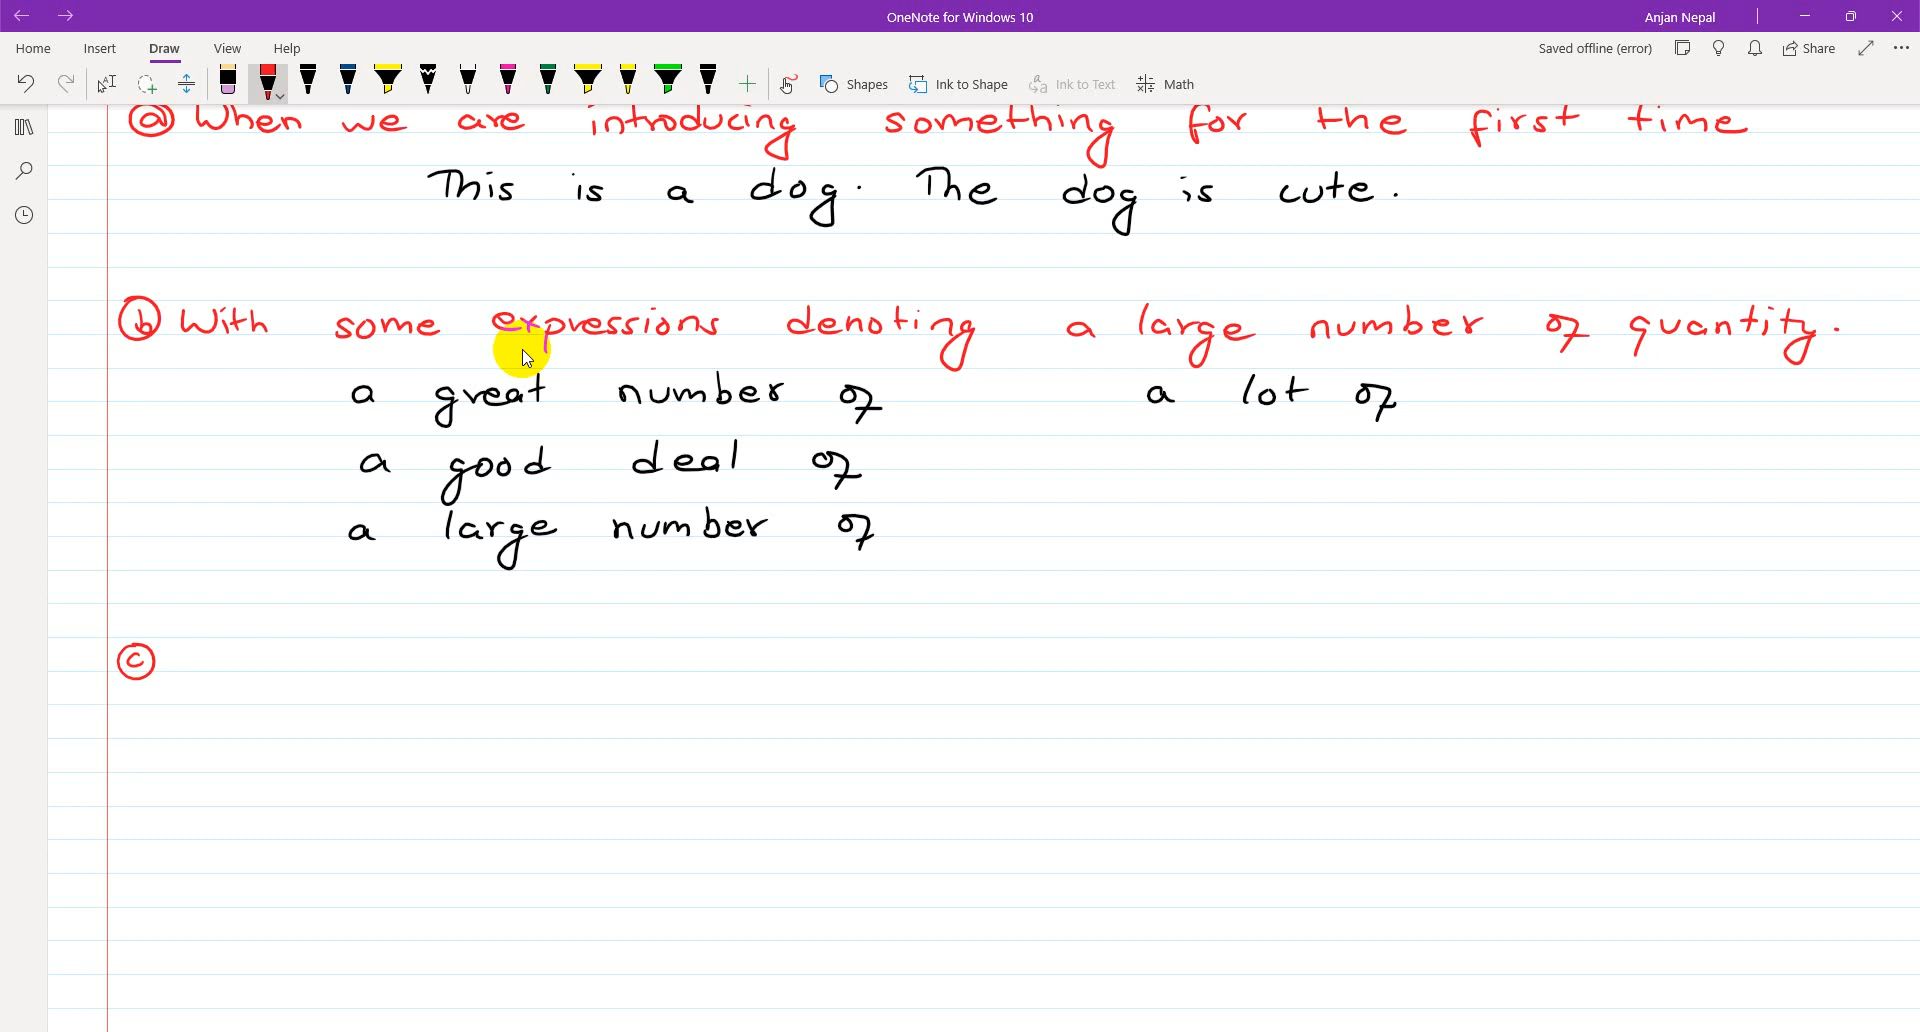 OneNote for Windows 10
Anjan Nepal
Home Insert Draw View Help
Saved offline (error) Share
Shapes Ink to Shape Ink to Text Math
a When we are introducing something for the first time
This is a dog. The dog is cute.
b With some expressions denoting a large number of quantity.
a great number of a lot of
a good deal of
a large number of
c